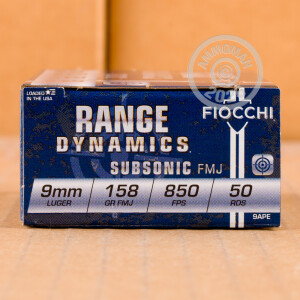 LOADED IN THE USA
RANGE
DYNAMICS
SUBSONIC FMJ
FIOCCHI
9mm
LUGER
158
GR FMJ
850
FPS
50
RDS
9APE